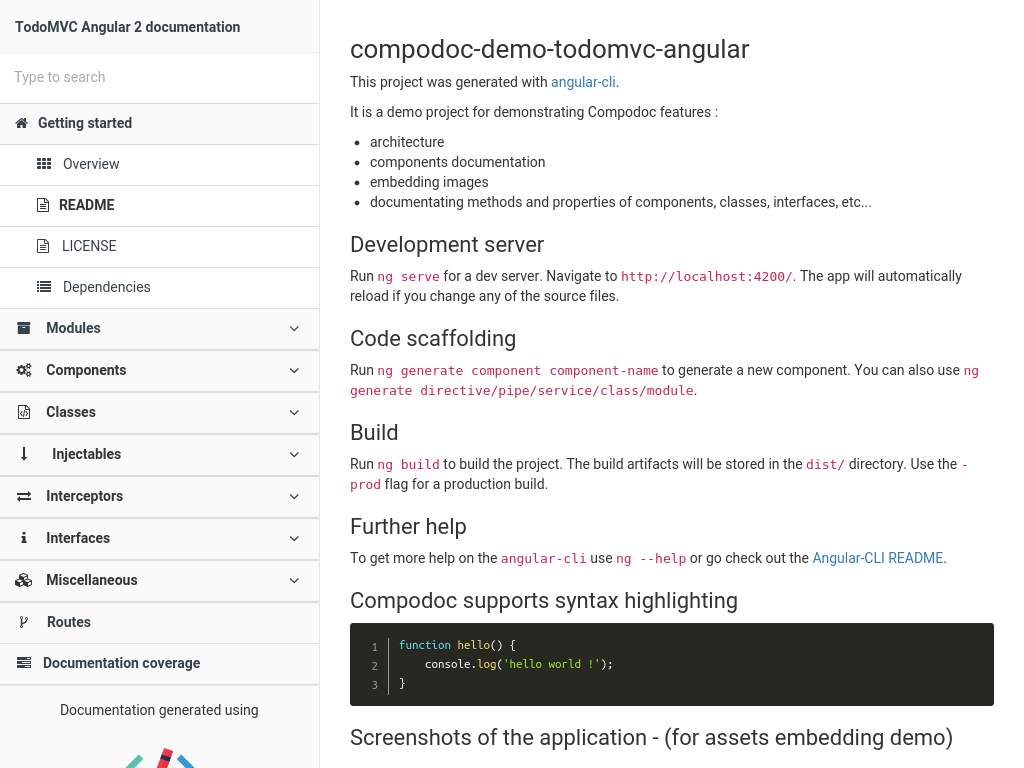 TodoMVC Angular 2 documentation
Type to search
Getting started
Overview
README
LICENSE
Dependencies
Modules
Components
Classes
Injectables
Interceptors
Interfaces
Miscellaneous
Routes
Documentation coverage
Documentation generated using
compodoc-demo-todomvc-angular
This project was generated with angular-cli.
It is a demo project for demonstrating Compodoc features :
• architecture
• components documentation
• embedding images
• documentating methods and properties of components, classes, interfaces, etc...
Development server
Run ng serve for a dev server. Navigate to http://localhost:4200/. The app will automatically
reload if you change any of the source files.
Code scaffolding
Run ng generate component component-name to generate a new component. You can also use ng
generate directive/pipe/service/class/module.
Build
Run ng build to build the project. The build artifacts will be stored in the dist/ directory. Use the -
prod flag for a production build.
Further help
To get more help on the angular-cli use ng --help or go check out the Angular-CLI README.
Compodoc supports syntax highlighting
1 function hello() {
2     console.log('hello world !');
3 }
Screenshots of the application - (for assets embedding demo)